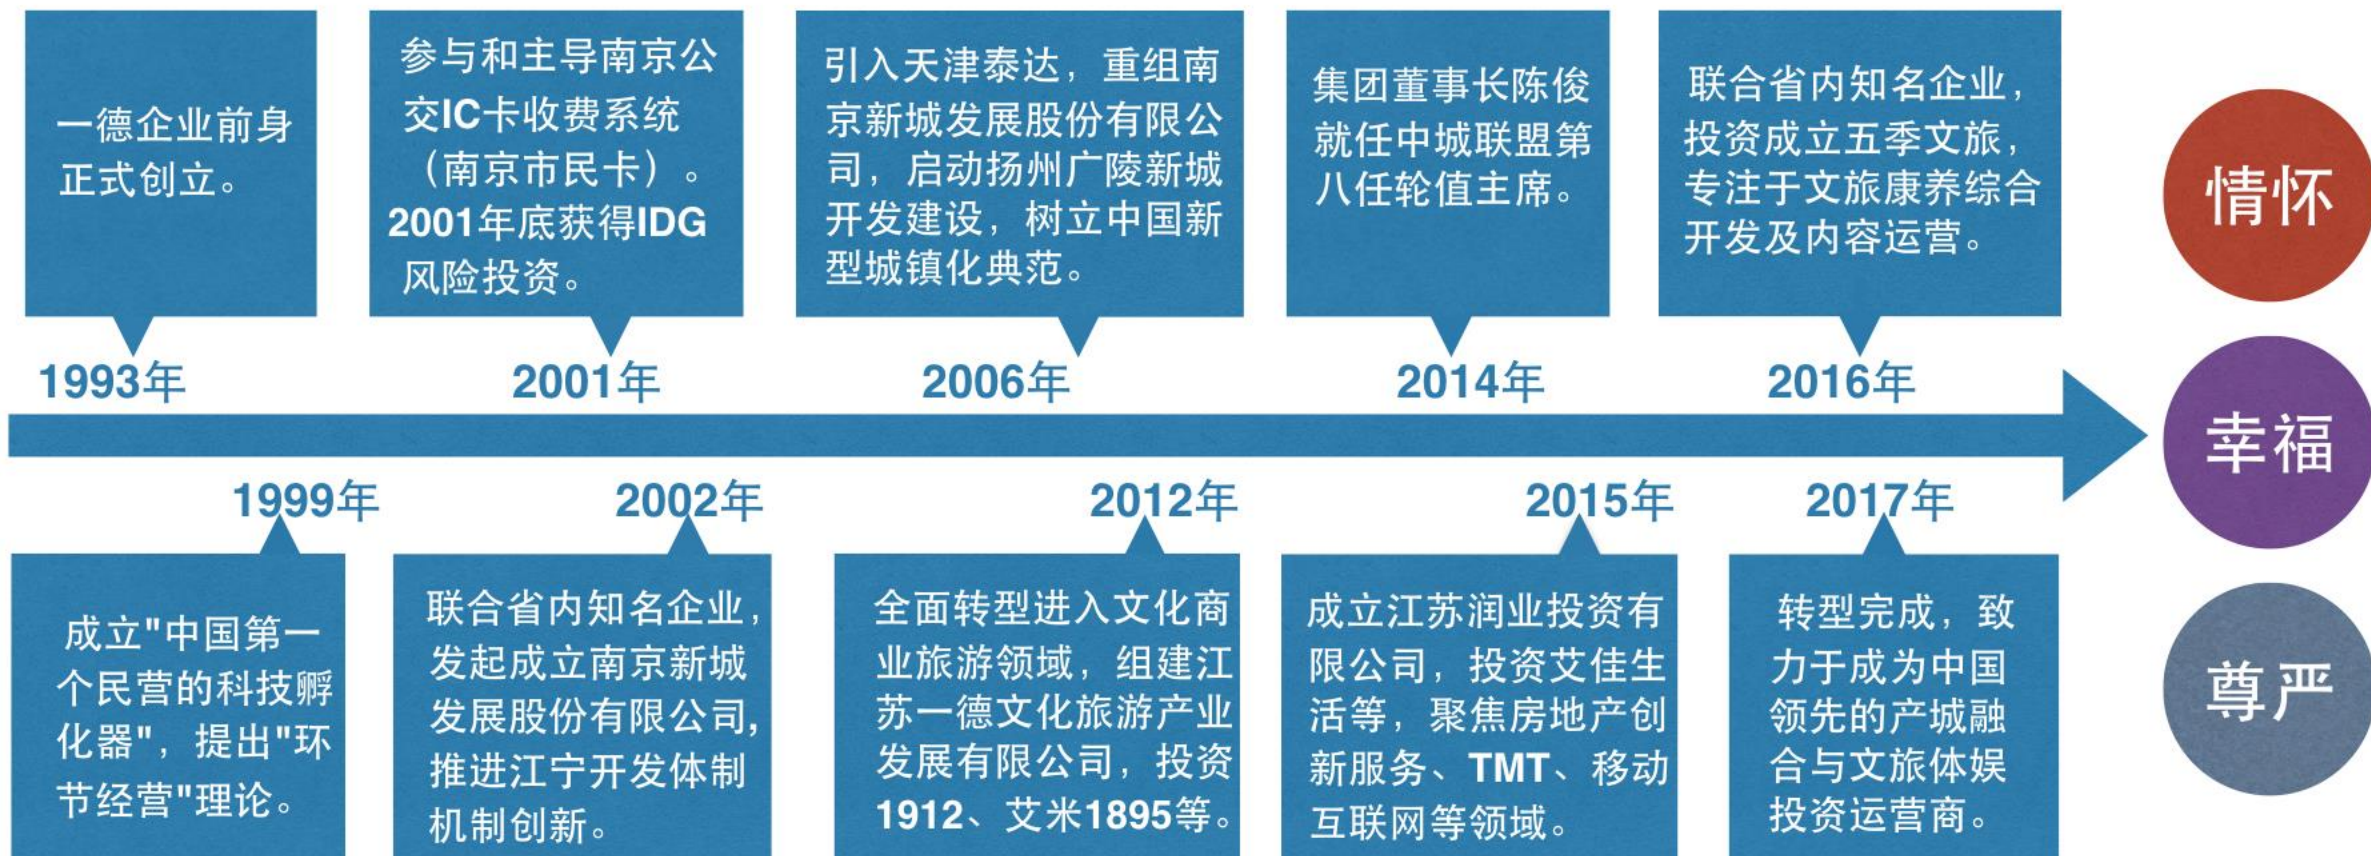 一德企业前身
正式创立。
参与和主导南京公
交IC卡收费系统
（南京市民卡）。
2001年底获得IDG
风险投资。
引入天津泰达，重组南
京新城发展股份有限公
司，启动扬州广陵新城
开发建设，树立中国新
型城镇化典范。
集团董事长陈俊
就任中城联盟第
八任轮值主席。
联合省内知名企业，
投资成立五季文旅，
专注于文旅康养综合
开发及内容运营。
1993年
2001年
2006年
2014年
2016年
1999年
2002年
2012年
2015年
2017年
成立"中国第一
个民营的科技孵
化器"，提出"环
节经营"理论。
联合省内知名企业，
发起成立南京新城
发展股份有限公司，
推进江宁开发体制
机制创新。
全面转型进入文化商
业旅游领域，组建江
苏一德文化旅游产业
发展有限公司，投资
1912、艾米1895等。
成立江苏润业投资有
限公司，投资艾佳生
活等，聚焦房地产创
新服务、TMT、移动
互联网等领域。
转型完成，致
力于成为中国
领先的产城融
合与文旅体娱
投资运营商。
情怀
幸福
尊严